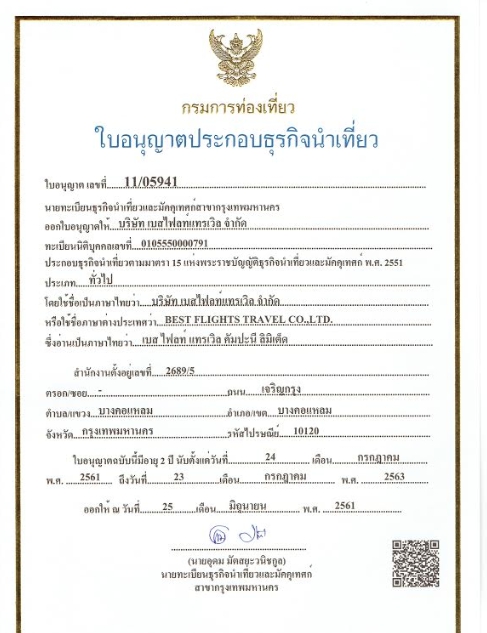 กรมการท่องเที่ยว
ใบอนุญาตประกอบธุรกิจนำเที่ยว
ใบอนุญาต เลขที่ 11/05941
นายทะเบียนธุรกิจนำเที่ยวและมัคคุเทศก์สาขากรุงเทพมหานคร
ออกใบอนุญาตให้ บริษัท เบสไฟลท์แทรเวิล จำกัด
ทะเบียนนิติบุคคลเลขที่ 0105550000791
ประกอบธุรกิจนำเที่ยวตามมาตรา 15 แห่งพระราชบัญญัติธุรกิจนำเที่ยวและมัคคุเทศก์ พ.ศ. 2551
ประเภท ทั่วไป
โดยใช้ชื่อเป็นภาษาไทยว่า บริษัท เบสไฟลท์แทรเวิล จำกัด
หรือใช้ชื่อภาษาต่างประเทศว่า BEST FLIGHTS TRAVEL CO.,LTD.
ซึ่งอ่านเป็นภาษาไทยว่า เบส ไฟลท์ แทรเวิล คัมปะนี ลิมิเต็ด
สำนักงานตั้งอยู่เลขที่ 2689/5
ตรอก/ซอย - ถนน เจริญกรุง
ตำบล/แขวง บางคอแหลม อำเภอ/เขต บางคอแหลม
จังหวัด กรุงเทพมหานคร รหัสไปรษณีย์ 10120
ใบอนุญาตฉบับนี้มีอายุ 2 ปี นับตั้งแต่วันที่ 24 เดือน กรกฎาคม
พ.ศ. 2561 ถึงวันที่ 23 เดือน กรกฎาคม พ.ศ. 2563
ออกให้ ณ วันที่ 25 เดือน มิถุนายน พ.ศ. 2561
(นายอุดม มัตสยะวนิชกูล)
นายทะเบียนธุรกิจนำเที่ยวและมัคคุเทศก์
สาขากรุงเทพมหานคร